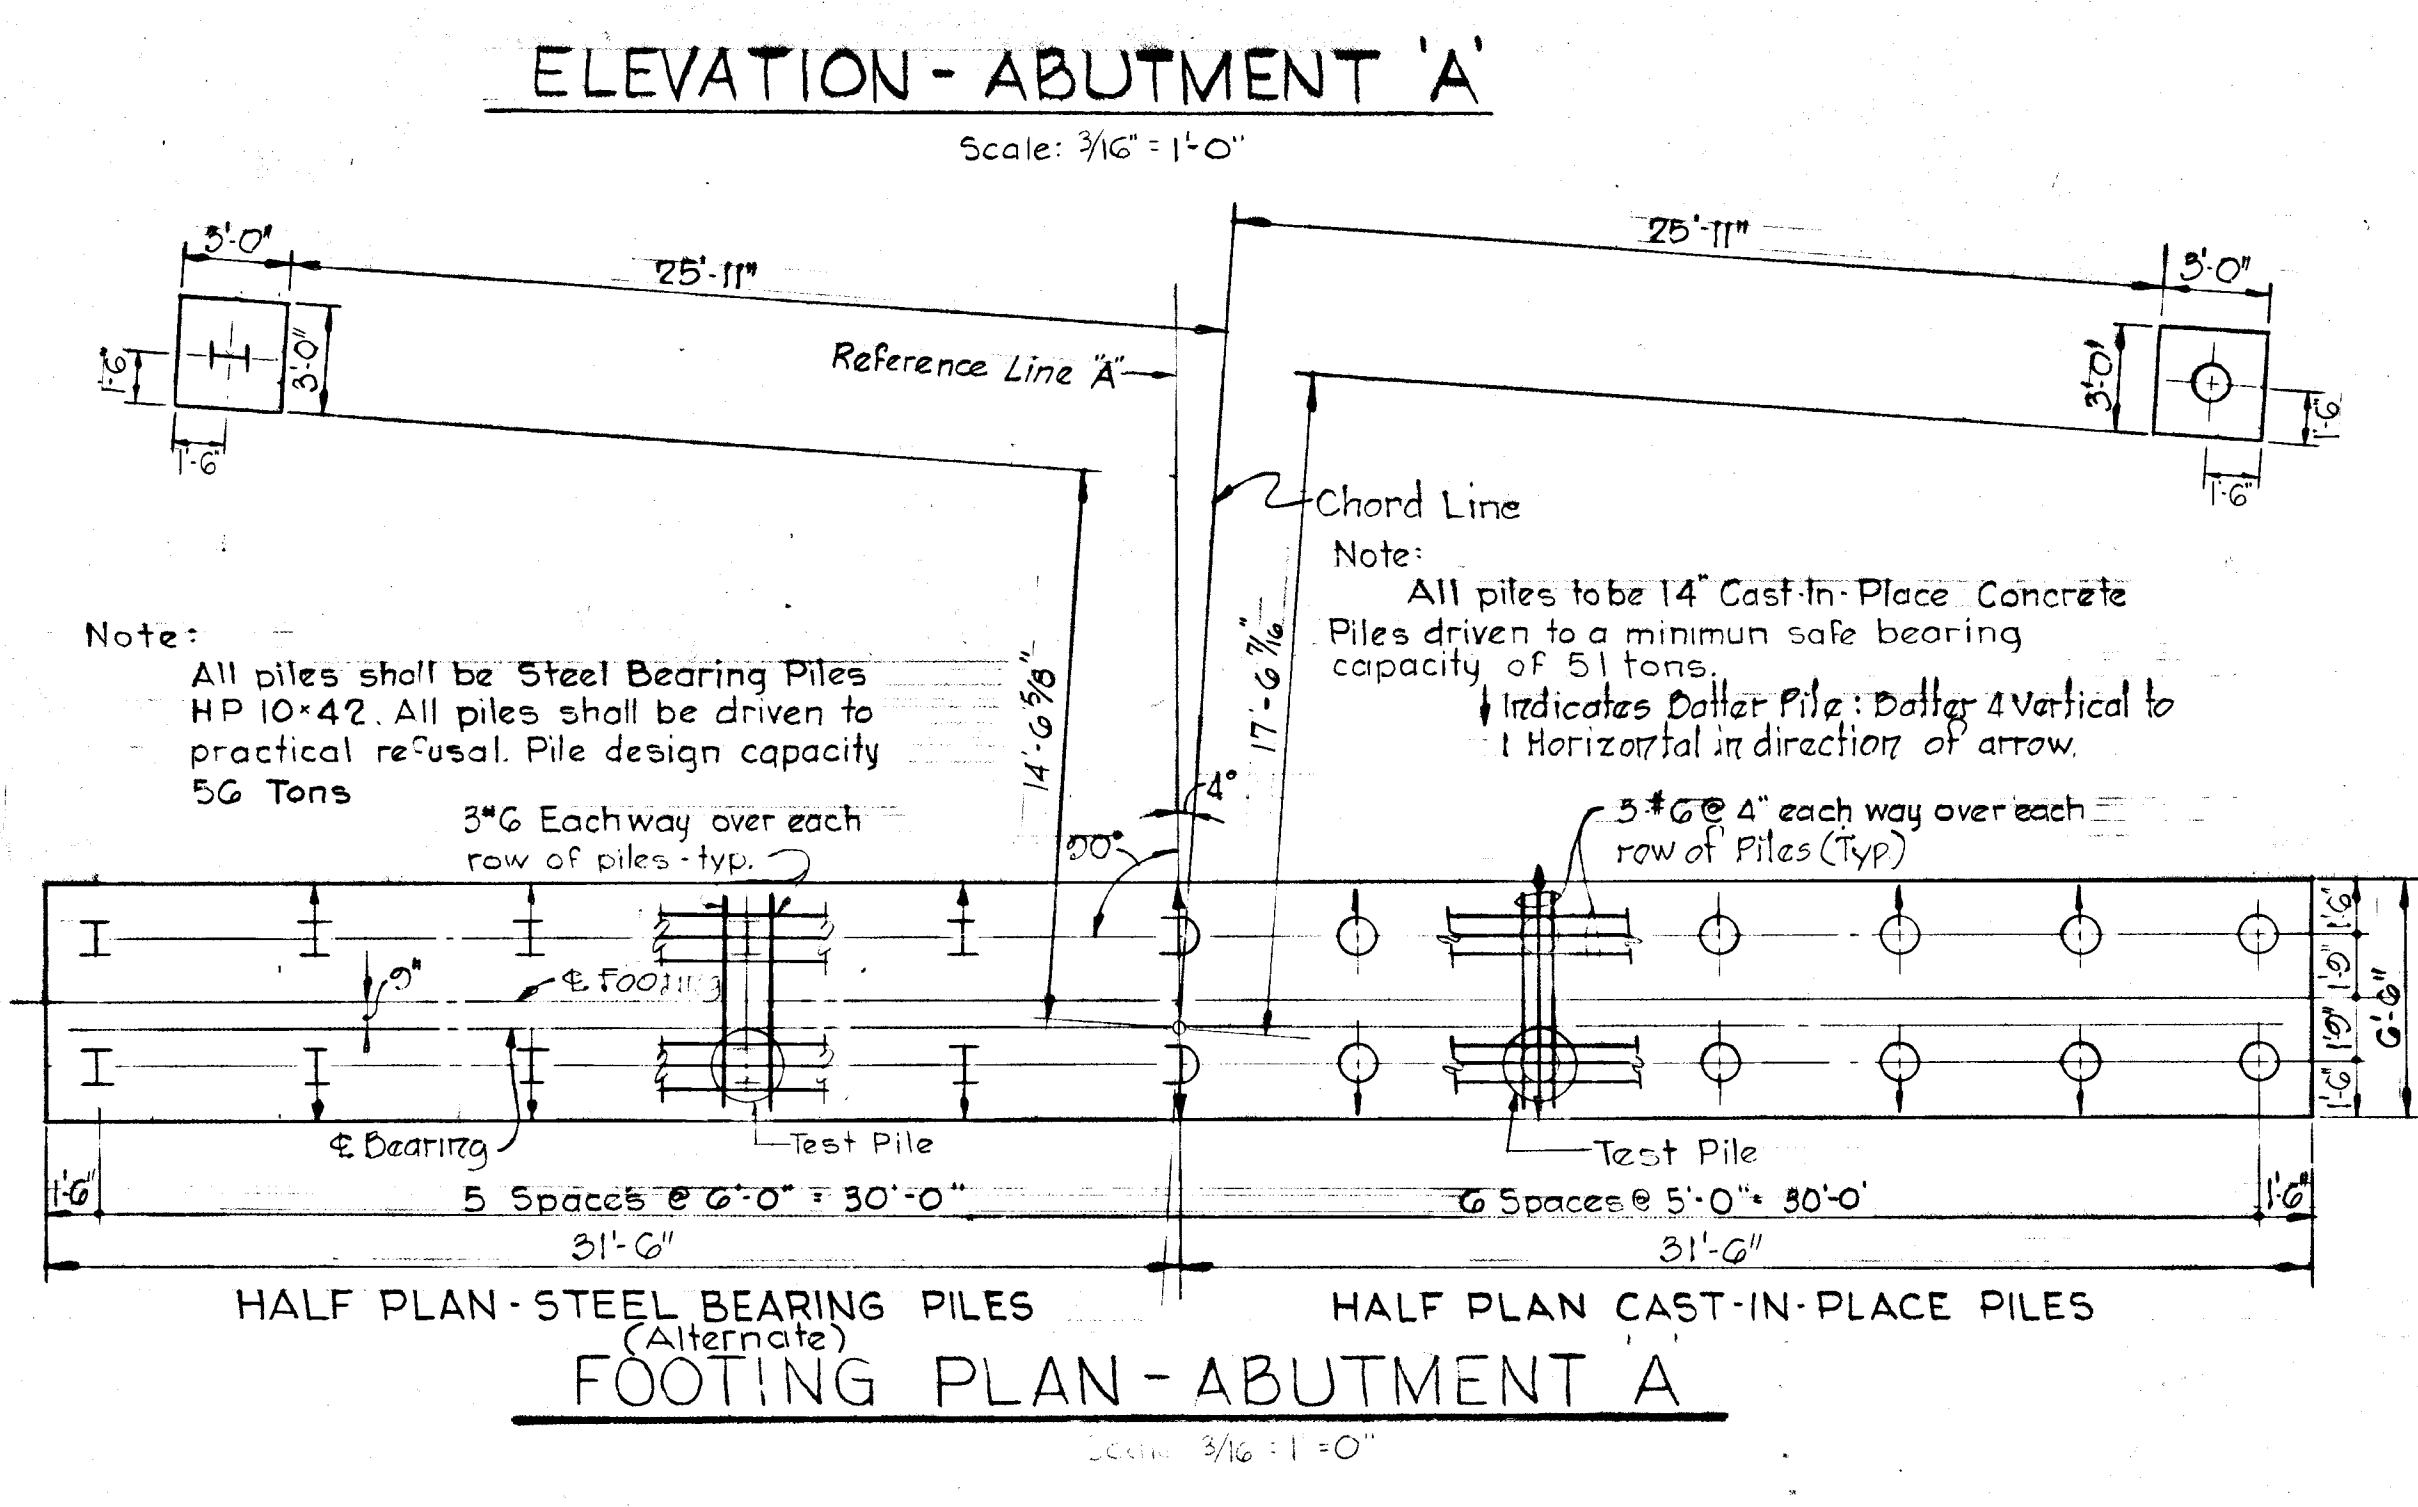 ELEVATION - ABUTMENT 'A'
Scale: 3/16" = 1'-0"
3'-0"
25'-11"
25'-11"
3'-0"
1'-6"
3'-0"
Reference Line "A"
3'-0"
1'-6"
1'-6"
1'-6"
Chord Line
Note:
All piles to be 14" Cast-In-Place Concrete
Piles driven to a minimun safe bearing
capacity of 51 tons.
Indicates Batter Pile: Batter 4 Vertical to
1 Horizontal in direction of arrow.
Note:
All piles shall be Steel Bearing Piles
HP 10×42. All piles shall be driven to
practical refusal. Pile design capacity
56 Tons
14'-6 5/8"
17'-6 7/16"
4°
90°
3#6 Each way over each
row of piles - typ.
3-#6 @ 4" each way over each
row of Piles (Typ.)
9"
℄ Footing
1'-6"
1'-9"
1'-9"
1'-6"
6'-6"
℄ Bearing
Test Pile
Test Pile
1'-6"
5 Spaces @ 6'-0" = 30'-0"
6 Spaces @ 5'-0" = 30'-0"
1'-6"
31'-6"
31'-6"
HALF PLAN - STEEL BEARING PILES
(Alternate)
HALF PLAN CAST-IN-PLACE PILES
FOOTING PLAN - ABUTMENT 'A'
3/16 = 1'=0"